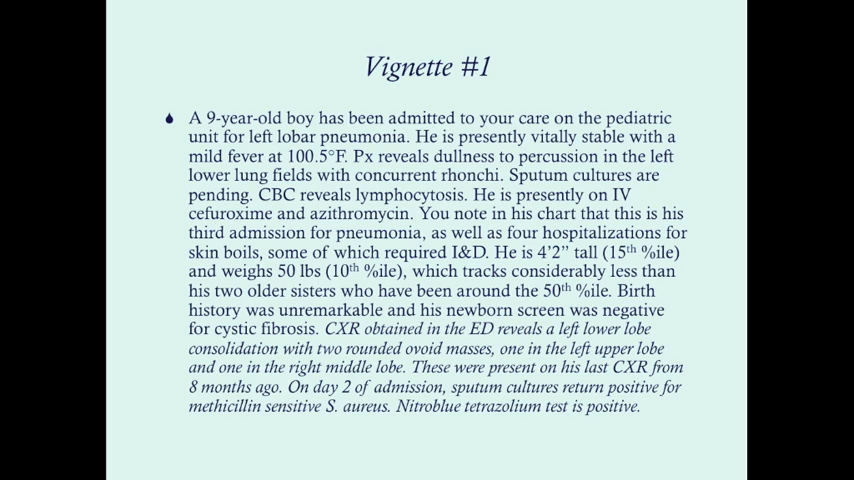 Vignette #1
A 9-year-old boy has been admitted to your care on the pediatric
unit for left lobar pneumonia. He is presently vitally stable with a
mild fever at 100.5°F. Px reveals dullness to percussion in the left
lower lung fields with concurrent rhonchi. Sputum cultures are
pending. CBC reveals lymphocytosis. He is presently on IV
cefuroxime and azithromycin. You note in his chart that this is his
third admission for pneumonia, as well as four hospitalizations for
skin boils, some of which required I&D. He is 4’2” tall (15th %ile)
and weighs 50 lbs (10th %ile), which tracks considerably less than
his two older sisters who have been around the 50th %ile. Birth
history was unremarkable and his newborn screen was negative
for cystic fibrosis. CXR obtained in the ED reveals a left lower lobe
consolidation with two rounded ovoid masses, one in the left upper lobe
and one in the right middle lobe. These were present on his last CXR from
8 months ago. On day 2 of admission, sputum cultures return positive for
methicillin sensitive S. aureus. Nitroblue tetrazolium test is positive.